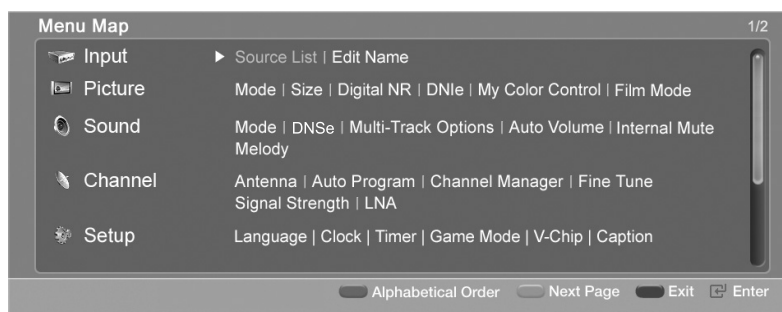 Menu Map 1/2
Input Source List | Edit Name
Picture Mode | Size | Digital NR | DNIe | My Color Control | Film Mode
Sound Mode | DNSe | Multi-Track Options | Auto Volume | Internal Mute
Melody
Channel Antenna | Auto Program | Channel Manager | Fine Tune
Signal Strength | LNA
Setup Language | Clock | Timer | Game Mode | V-Chip | Caption
Alphabetical Order Next Page Exit Enter